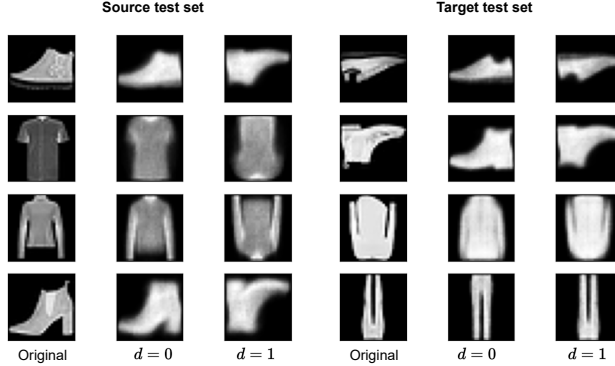 Source test set
Target test set
Original
d = 0
d = 1
Original
d = 0
d = 1